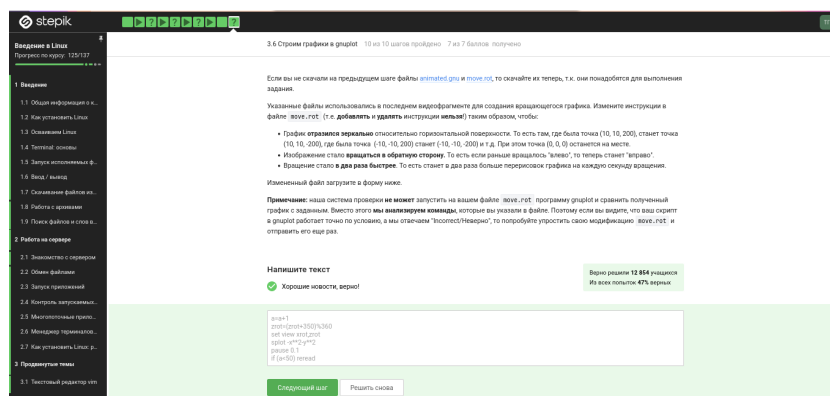 stepik
Введение в Linux
Прогресс по курсу: 125/137
1 Введение
1.1 Общая информация о к...
1.2 Как установить Linux
1.3 Осваиваем Linux
1.4 Terminal: основы
1.5 Запуск исполняемых ф...
1.6 Ввод / вывод
1.7 Скачивание файлов из...
1.8 Работа с архивами
1.9 Поиск файлов и слов в...
2 Работа на сервере
2.1 Знакомство с сервером
2.2 Обмен файлами
2.3 Запуск приложений
2.4 Контроль запускаемых...
2.5 Многопоточные прило...
2.6 Менеджер терминалов...
2.7 Как установить Linux: р...
3 Продвинутые темы
3.1 Текстовый редактор vim
3.6 Строим графики в gnuplot 10 из 10 шагов пройдено 7 из 7 баллов получено
Если вы не скачали на предыдущем шаге файлы animated.gnu и move.rot, то скачайте их теперь, т.к. они понадобятся для выполнения
задания.
Указанные файлы использовались в последнем видеофрагменте для создания вращающегося графика. Измените инструкции в
файле move.rot (т.е. добавлять и удалять инструкции нельзя!) таким образом, чтобы:
• График отразился зеркально относительно горизонтальной поверхности. То есть там, где была точка (10, 10, 200), станет точка
(10, 10, -200), где была точка (-10, -10, 200) станет (-10, -10, -200) и т.д. При этом точка (0, 0, 0) останется на месте.
• Изображение стало вращаться в обратную сторону. То есть если раньше вращалось "влево", то теперь станет "вправо".
• Вращение стало в два раза быстрее. То есть станет в два раза больше перерисовок графика на каждую секунду вращения.
Измененный файл загрузите в форму ниже.
Примечание: наша система проверки не может запустить на вашем файле move.rot программу gnuplot и сравнить полученный
график с заданным. Вместо этого мы анализируем команды, которые вы указали в файле. Поэтому если вы видите, что ваш скрипт
в gnuplot работает точно по условию, а мы отвечаем "Incorrect/Неверно", то попробуйте упростить свою модификацию move.rot и
отправить его еще раз.
Напишите текст
Хорошие новости, верно!
Верно решили 12 854 учащихся
Из всех попыток 47% верных
a=a+1
zrot=(zrot+350)%360
set view xrot,zrot
splot -x**2-y**2
pause 0.1
if (a<50) reread
Следующий шаг Решить снова